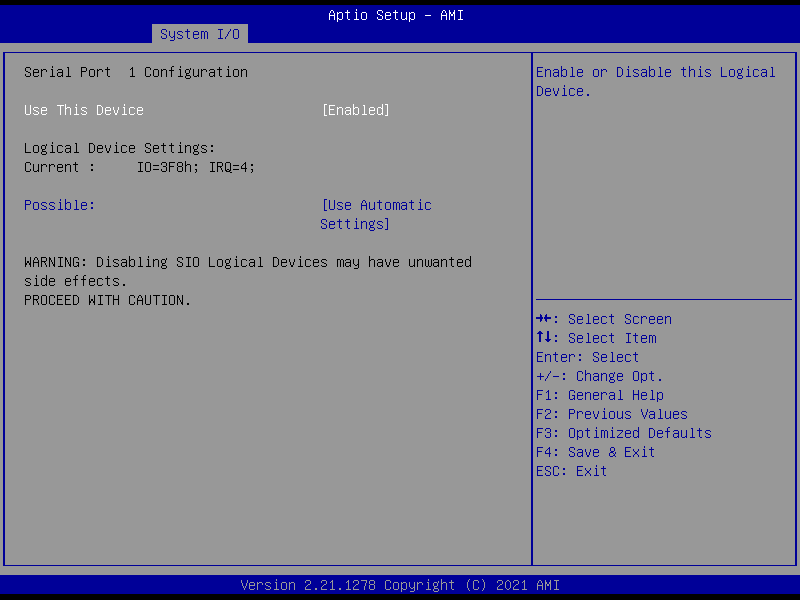 Aptio Setup – AMI
System I/O
Serial Port  1 Configuration
Use This Device [Enabled]
Logical Device Settings:
Current :     IO=3F8h; IRQ=4;
Possible: [Use Automatic
Settings]
WARNING: Disabling SIO Logical Devices may have unwanted
side effects.
PROCEED WITH CAUTION.
Enable or Disable this Logical
Device.
→←: Select Screen
↑↓: Select Item
Enter: Select
+/-: Change Opt.
F1: General Help
F2: Previous Values
F3: Optimized Defaults
F4: Save & Exit
ESC: Exit
Version 2.21.1278 Copyright (C) 2021 AMI